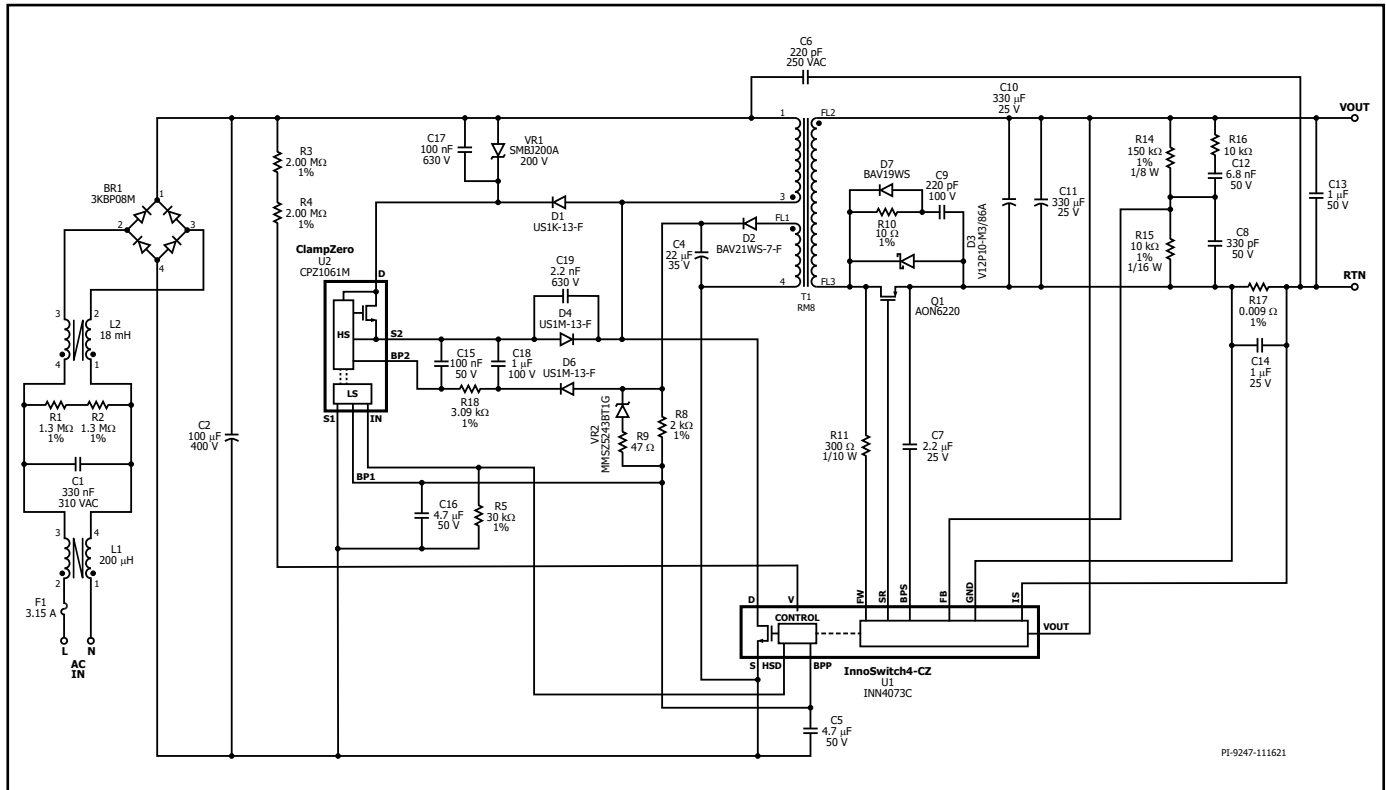 C6
220 pF
250 VAC
C10
330 µF
25 V
VOUT
1
FL2
C17
100 nF
630 V
VR1
SMBJ200A
200 V
R3
2.00 MΩ
1%
R14
150 kΩ
1%
1/8 W
R16
10 kΩ
C12
6.8 nF
50 V
D7
BAV19WS
C9
220 pF
100 V
BR1
3KBP08M
1
2
3
4
C11
330 µF
25 V
C13
1 µF
50 V
3
R4
2.00 MΩ
1%
D1
US1K-13-F
FL1
D2
BAV21WS-7-F
R10
10 Ω
1%
D3
V12P10-M3/86A
C4
22 µF
35 V
R15
10 kΩ
1%
1/16 W
C8
330 pF
50 V
ClampZero
U2
CPZ1061M
D
C19
2.2 nF
630 V
4
FL3
RTN
T1
RM8
Q1
AON6220
R17
0.009 Ω
1%
L2
18 mH
3
2
4
1
HS
S2
D4
US1M-13-F
BP2
C15
100 nF
50 V
C18
1 µF
100 V
D6
US1M-13-F
C14
1 µF
25 V
LS
R18
3.09 kΩ
1%
S1
IN
R1
1.3 MΩ
1%
R2
1.3 MΩ
1%
C2
100 µF
400 V
VR2
MMSZ5243BT1G
R9
47 Ω
R8
2 kΩ
1%
R11
300 Ω
1/10 W
C7
2.2 µF
25 V
BP1
C1
330 nF
310 VAC
C16
4.7 µF
50 V
R5
30 kΩ
1%
3
4
L1
200 µH
2
1
F1
3.15 A
L
N
AC
IN
D
V
FW
SR
BPS
FB
GND
IS
CONTROL
VOUT
S
HSD
BPP
InnoSwitch4-CZ
U1
INN4073C
C5
4.7 µF
50 V
PI-9247-111621